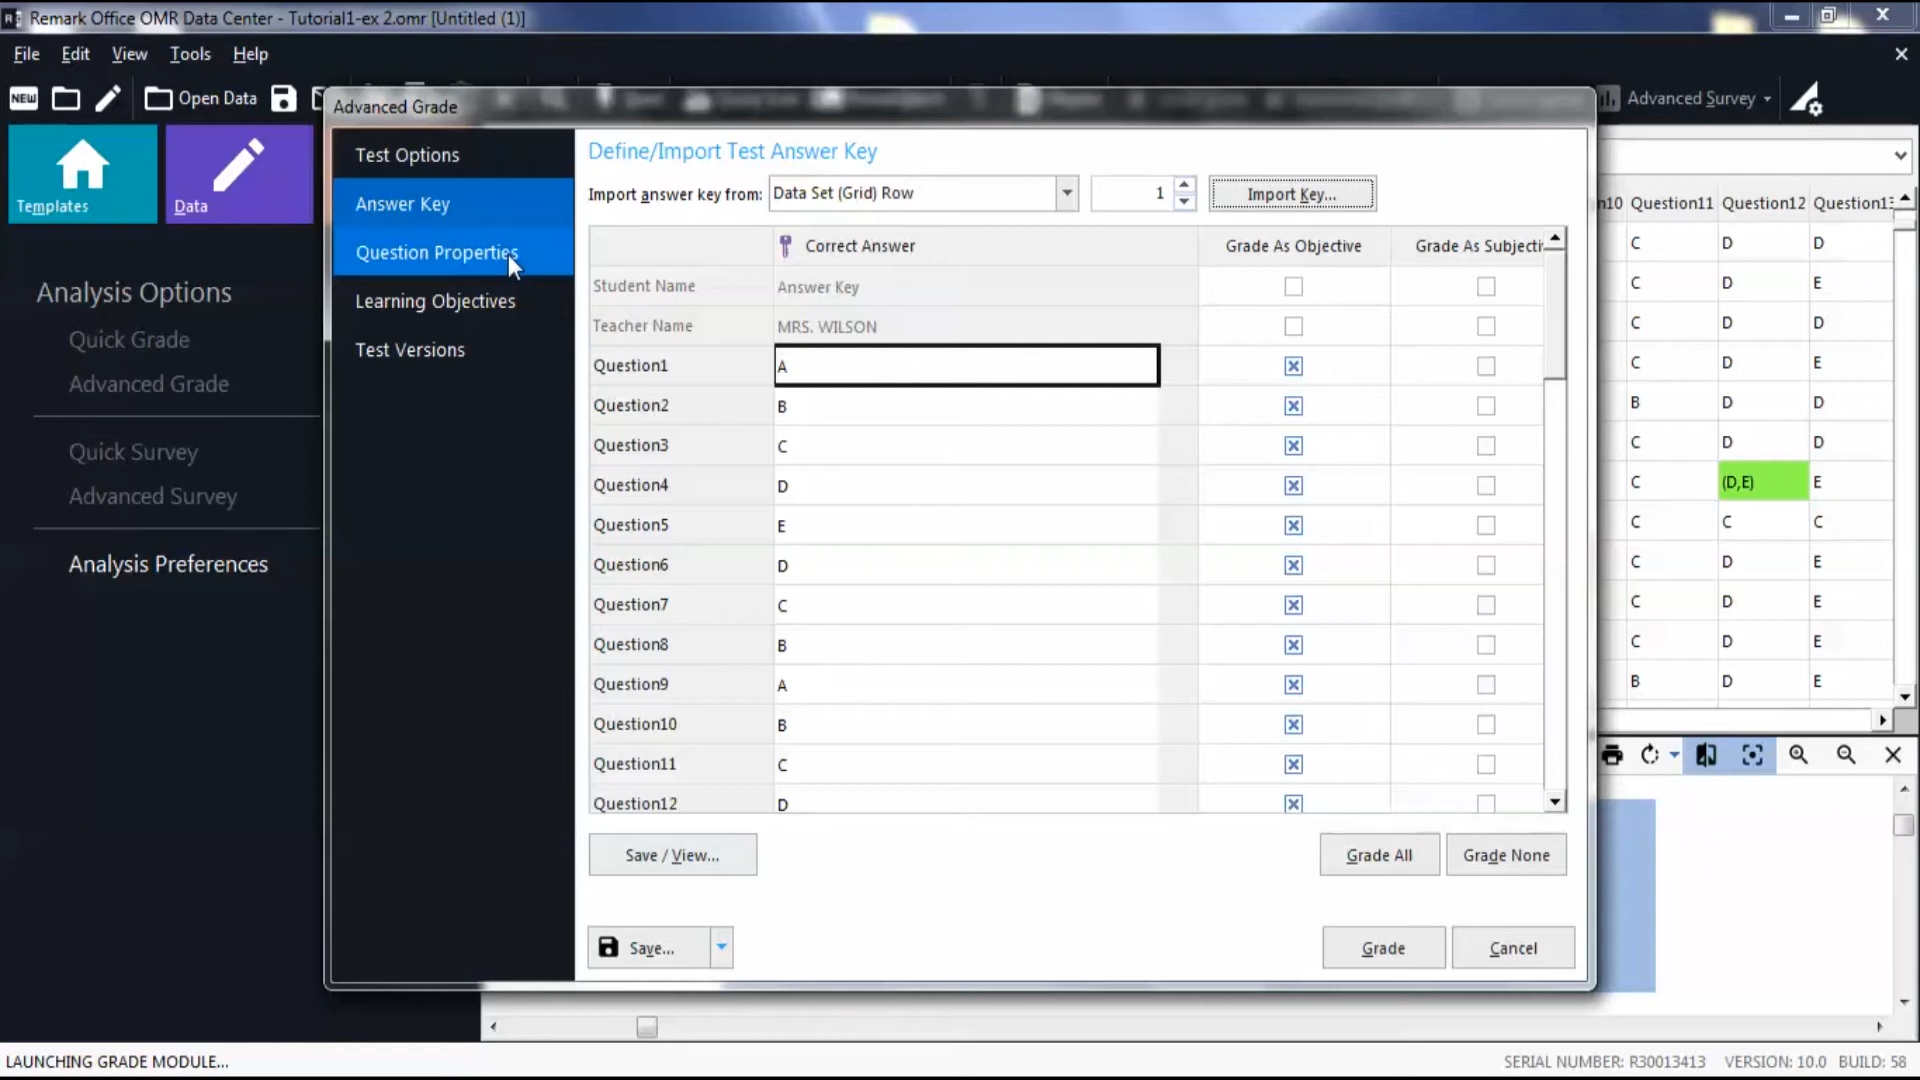 Remark Office OMR Data Center - Tutorial1-ex 2.omr [Untitled (1)]
File Edit View Tools Help
NEW Open Data Advanced Survey
Advanced Grade
Templates Data
Analysis Options
Quick Grade
Advanced Grade
Quick Survey
Advanced Survey
Analysis Preferences
Test Options
Answer Key
Question Properties
Learning Objectives
Test Versions
Define/Import Test Answer Key
Import answer key from: Data Set (Grid) Row 1 Import Key...
Correct Answer Grade As Objective Grade As Subjecti
Student Name Answer Key
Teacher Name MRS. WILSON
Question1 A
Question2 B
Question3 C
Question4 D
Question5 E
Question6 D
Question7 C
Question8 B
Question9 A
Question10 B
Question11 C
Question12 D
Save / View... Grade All Grade None
Save... Grade Cancel
n10 Question11 Question12 Question13
C D D
C D E
C D D
C D E
B D D
C D D
C (D,E) E
C C C
C D E
C D E
C D E
B D E
LAUNCHING GRADE MODULE... SERIAL NUMBER: R30013413 VERSION: 10.0 BUILD: 58